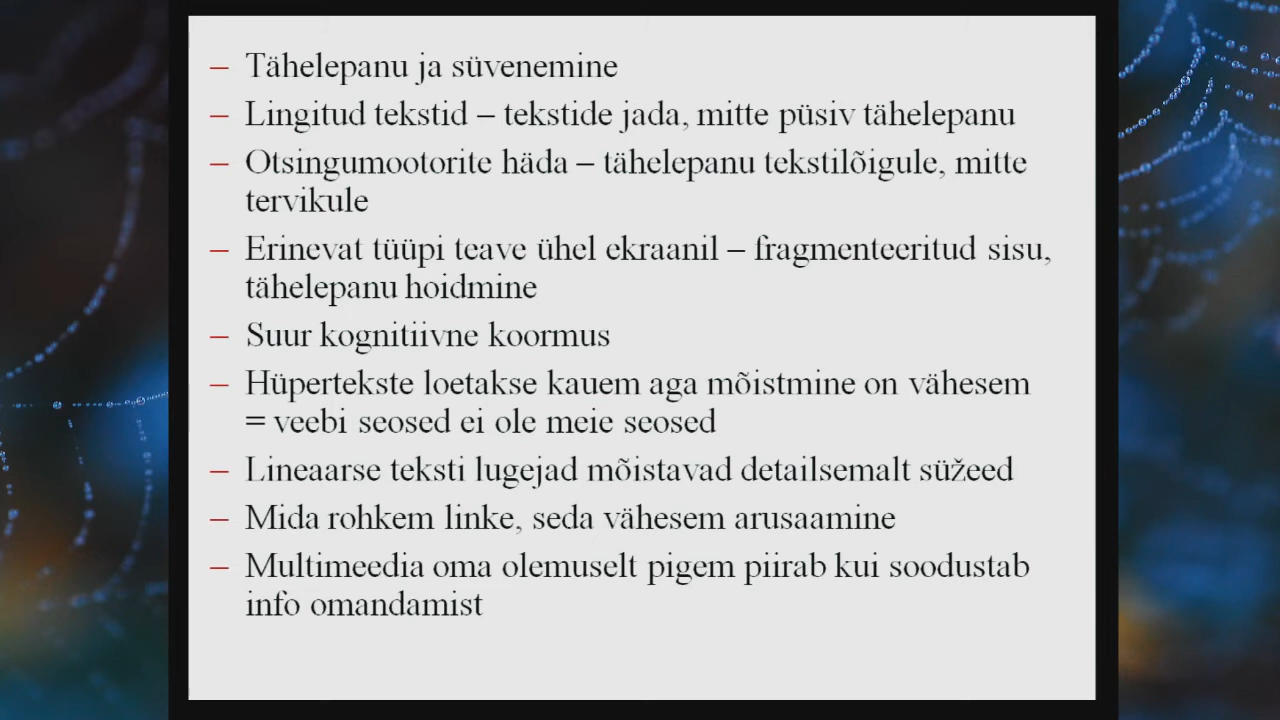 – Tähelepanu ja süvenemine
– Lingitud tekstid – tekstide jada, mitte püsiv tähelepanu
– Otsingumootorite häda – tähelepanu tekstilõigule, mitte
tervikule
– Erinevat tüüpi teave ühel ekraanil – fragmenteeritud sisu,
tähelepanu hoidmine
– Suur kognitiivne koormus
– Hüpertekste loetakse kauem aga mõistmine on vähesem
= veebi seosed ei ole meie seosed
– Lineaarse teksti lugejad mõistavad detailsemalt süžeed
– Mida rohkem linke, seda vähesem arusaamine
– Multimeedia oma olemuselt pigem piirab kui soodustab
info omandamist